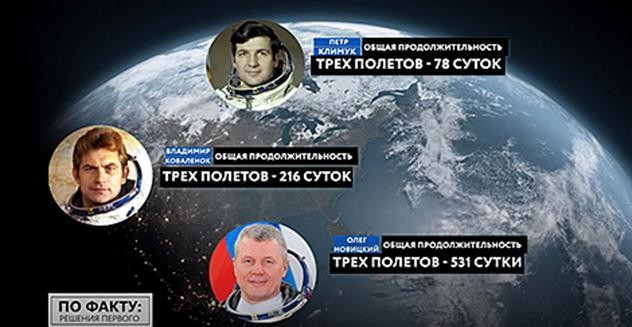 ПЕТР
КЛИМУК
ОБЩАЯ ПРОДОЛЖИТЕЛЬНОСТЬ
ТРЕХ ПОЛЕТОВ - 78 СУТОК
ВЛАДИМИР
КОВАЛЕНОК
ОБЩАЯ ПРОДОЛЖИТЕЛЬНОСТЬ
ТРЕХ ПОЛЕТОВ - 216 СУТОК
ОЛЕГ
НОВИЦКИЙ
ОБЩАЯ ПРОДОЛЖИТЕЛЬНОСТЬ
ТРЕХ ПОЛЕТОВ - 531 СУТКИ
ПО ФАКТУ:
РЕШЕНИЯ ПЕРВОГО